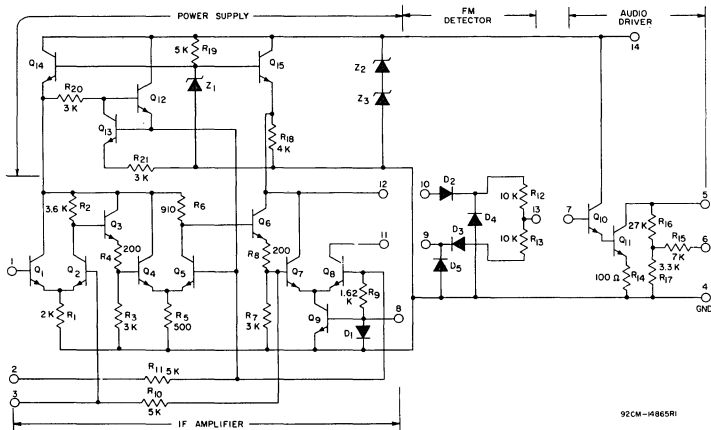 POWER SUPPLY
FM DETECTOR
AUDIO DRIVER
14
Q14
5 K R19
Q15
Z1
Z2
Z3
R20
3 K
Q12
Q13
R18
4K
R21
3 K
3.6 K R2
Q3
910 R6
Q6
12
10
D2
R12
10 K
13
D4
D3
9
10 K
R13
D5
7
Q10
Q11
27 K
R16
5
R15
7K
6
3.3 K
R17
100 Ω R14
4
GND
200
R4
200
R8
11
1
Q1
Q2
Q4
Q5
Q7
Q8
1.62 K
R9
Q9
8
D1
2 K R1
R3
3K
R5
500
R7
3 K
2
R11 5 K
3
R10
5K
IF AMPLIFIER
92CM-14865R1